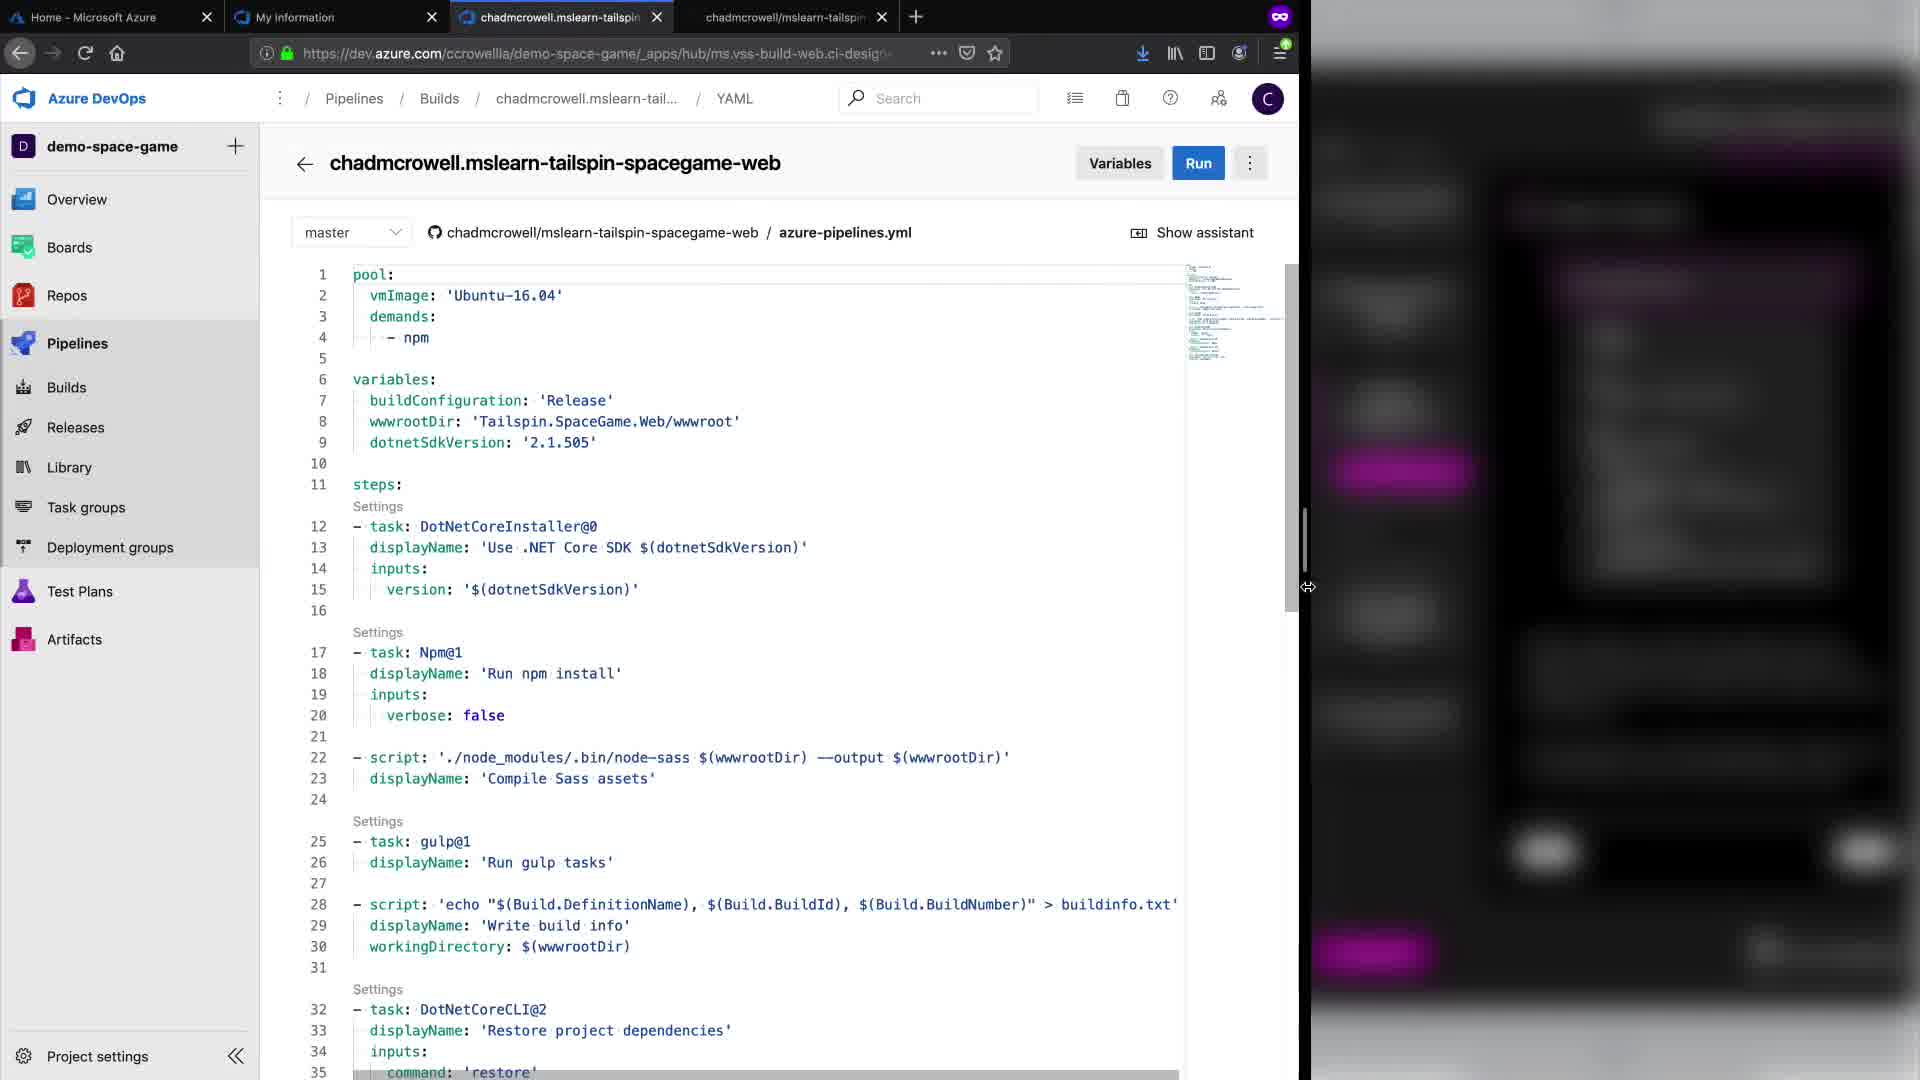 Home – Microsoft Azure
My information
chadmcrowell.mslearn-tailspin
chadmcrowell/mslearn-tailspin
https://dev.azure.com/ccrowellla/demo-space-game/_apps/hub/ms.vss-build-web.ci-design
Azure DevOps
/ Pipelines / Builds / chadmcrowell.mslearn-tail... / YAML
Search
C
D demo-space-game
Overview
Boards
Repos
Pipelines
Builds
Releases
Library
Task groups
Deployment groups
Test Plans
Artifacts
Project settings
chadmcrowell.mslearn-tailspin-spacegame-web
Variables
Run
master
chadmcrowell/mslearn-tailspin-spacegame-web / azure-pipelines.yml
Show assistant
1 pool:
2 vmImage: 'Ubuntu-16.04'
3 demands:
4 - npm
5
6 variables:
7 buildConfiguration: 'Release'
8 wwwrootDir: 'Tailspin.SpaceGame.Web/wwwroot'
9 dotnetSdkVersion: '2.1.505'
10
11 steps:
Settings
12 - task: DotNetCoreInstaller@0
13 displayName: 'Use .NET Core SDK $(dotnetSdkVersion)'
14 inputs:
15 version: '$(dotnetSdkVersion)'
16
Settings
17 - task: Npm@1
18 displayName: 'Run npm install'
19 inputs:
20 verbose: false
21
22 - script: './node_modules/.bin/node-sass $(wwwrootDir) --output $(wwwrootDir)'
23 displayName: 'Compile Sass assets'
24
Settings
25 - task: gulp@1
26 displayName: 'Run gulp tasks'
27
28 - script: 'echo "$(Build.DefinitionName), $(Build.BuildId), $(Build.BuildNumber)" > buildinfo.txt'
29 displayName: 'Write build info'
30 workingDirectory: $(wwwrootDir)
31
Settings
32 - task: DotNetCoreCLI@2
33 displayName: 'Restore project dependencies'
34 inputs:
35 command: 'restore'